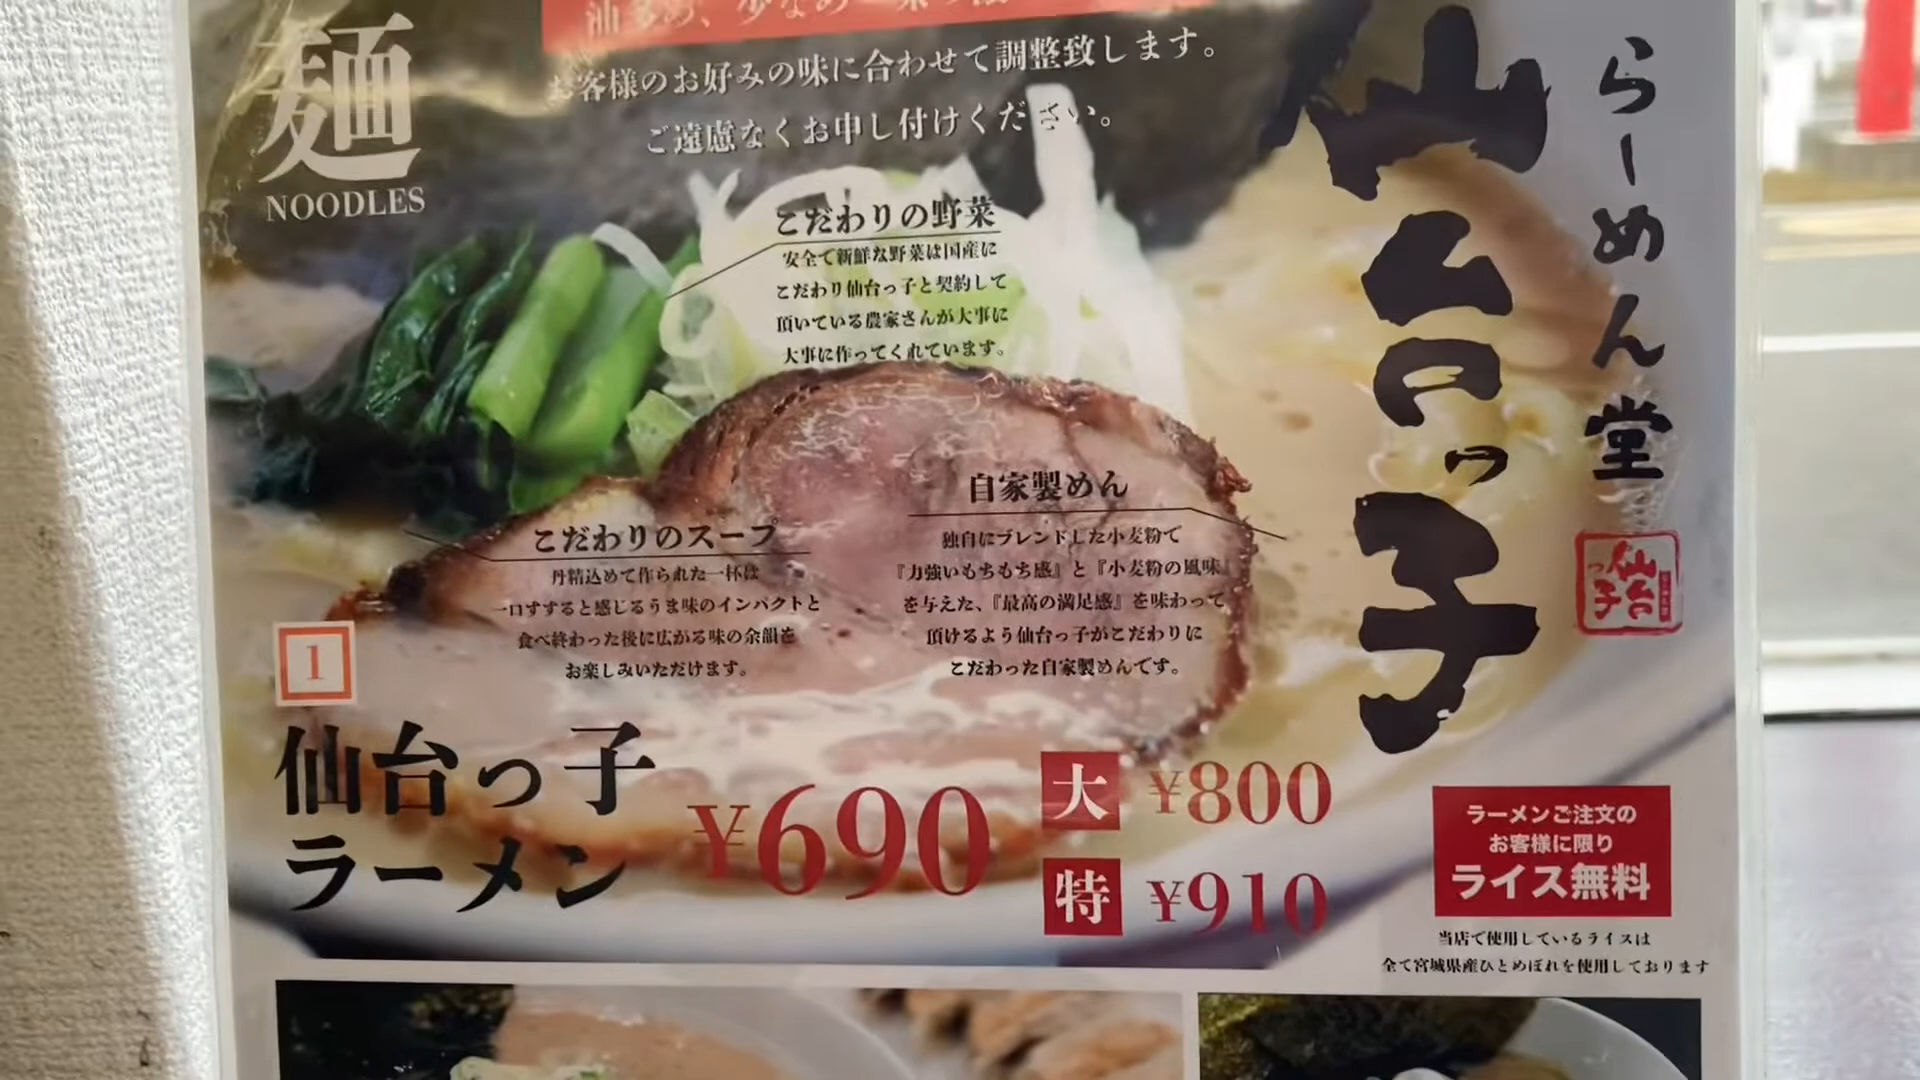 麺
NOODLES
油多め、少なめ
お客様のお好みの味に合わせて調整致します。
ご遠慮なくお申し付けください。
らーめん堂
仙台っ子
仙台っ子
こだわりの野菜
安全で新鮮な野菜は国産に
こだわり仙台っ子と契約して
頂いている農家さんが大事に
大事に作ってくれています。
自家製めん
独自にブレンドした小麦粉で
『力強いもちもち感』と『小麦粉の風味』
を与えた、『最高の満足感』を味わって
頂けるよう仙台っ子がこだわりに
こだわった自家製めんです。
こだわりのスープ
丹精込めて作られた一杯は
一口すすると感じるうま味のインパクトと
食べ終わった後に広がる味の余韻を
お楽しみいただけます。
1
仙台っ子
ラーメン
¥690
大 ¥800
特 ¥910
ラーメンご注文の
お客様に限り
ライス無料
当店で使用しているライスは
全て宮城県産ひとめぼれを使用しております